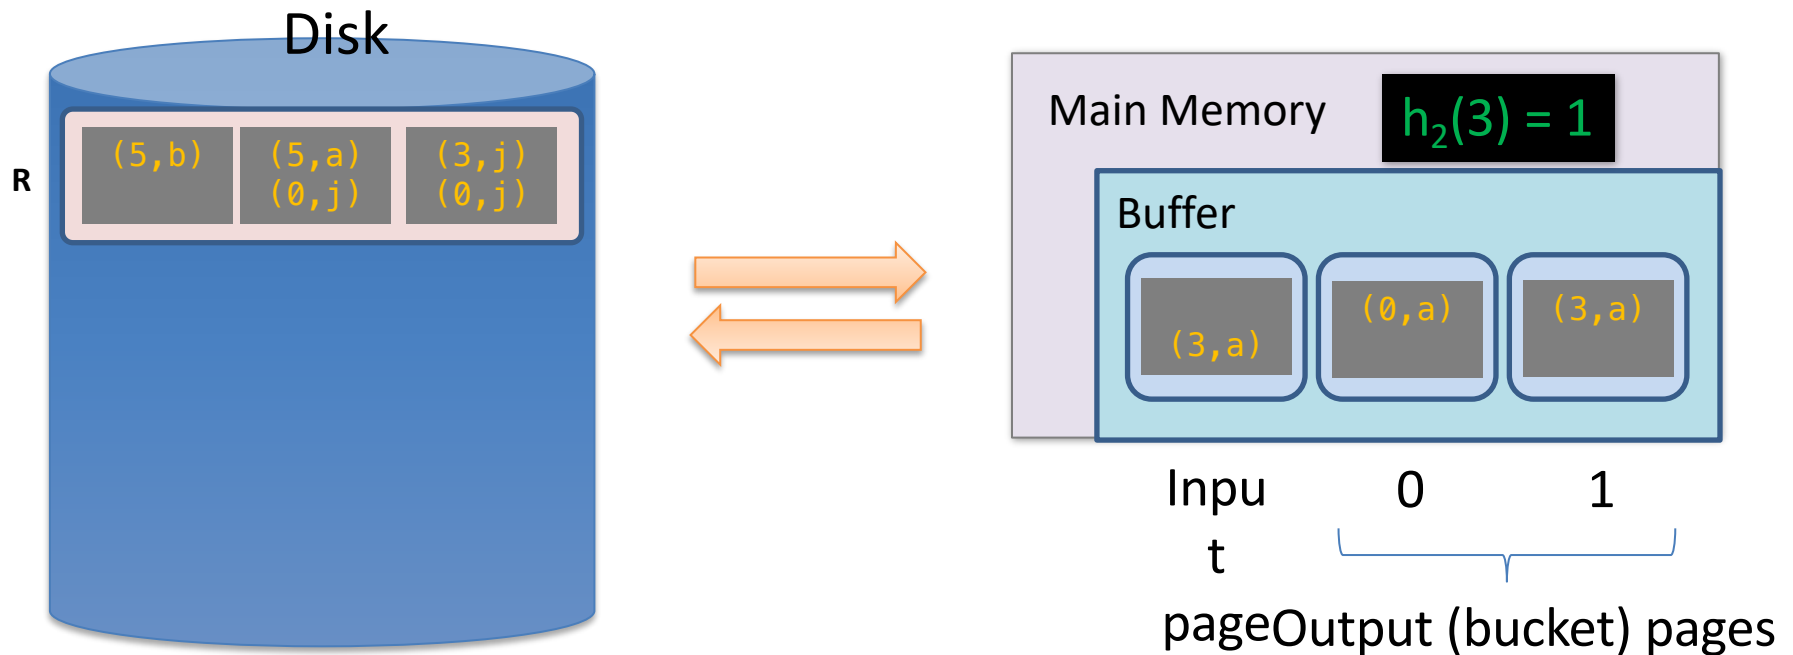 Disk
R
(5,b)
(5,a)
(0,j)
(3,j)
(0,j)
Main Memory
h₂(3) = 1
Buffer
(3,a)
(0,a)
(3,a)
Inpu
t
page
0
1
Output (bucket) pages